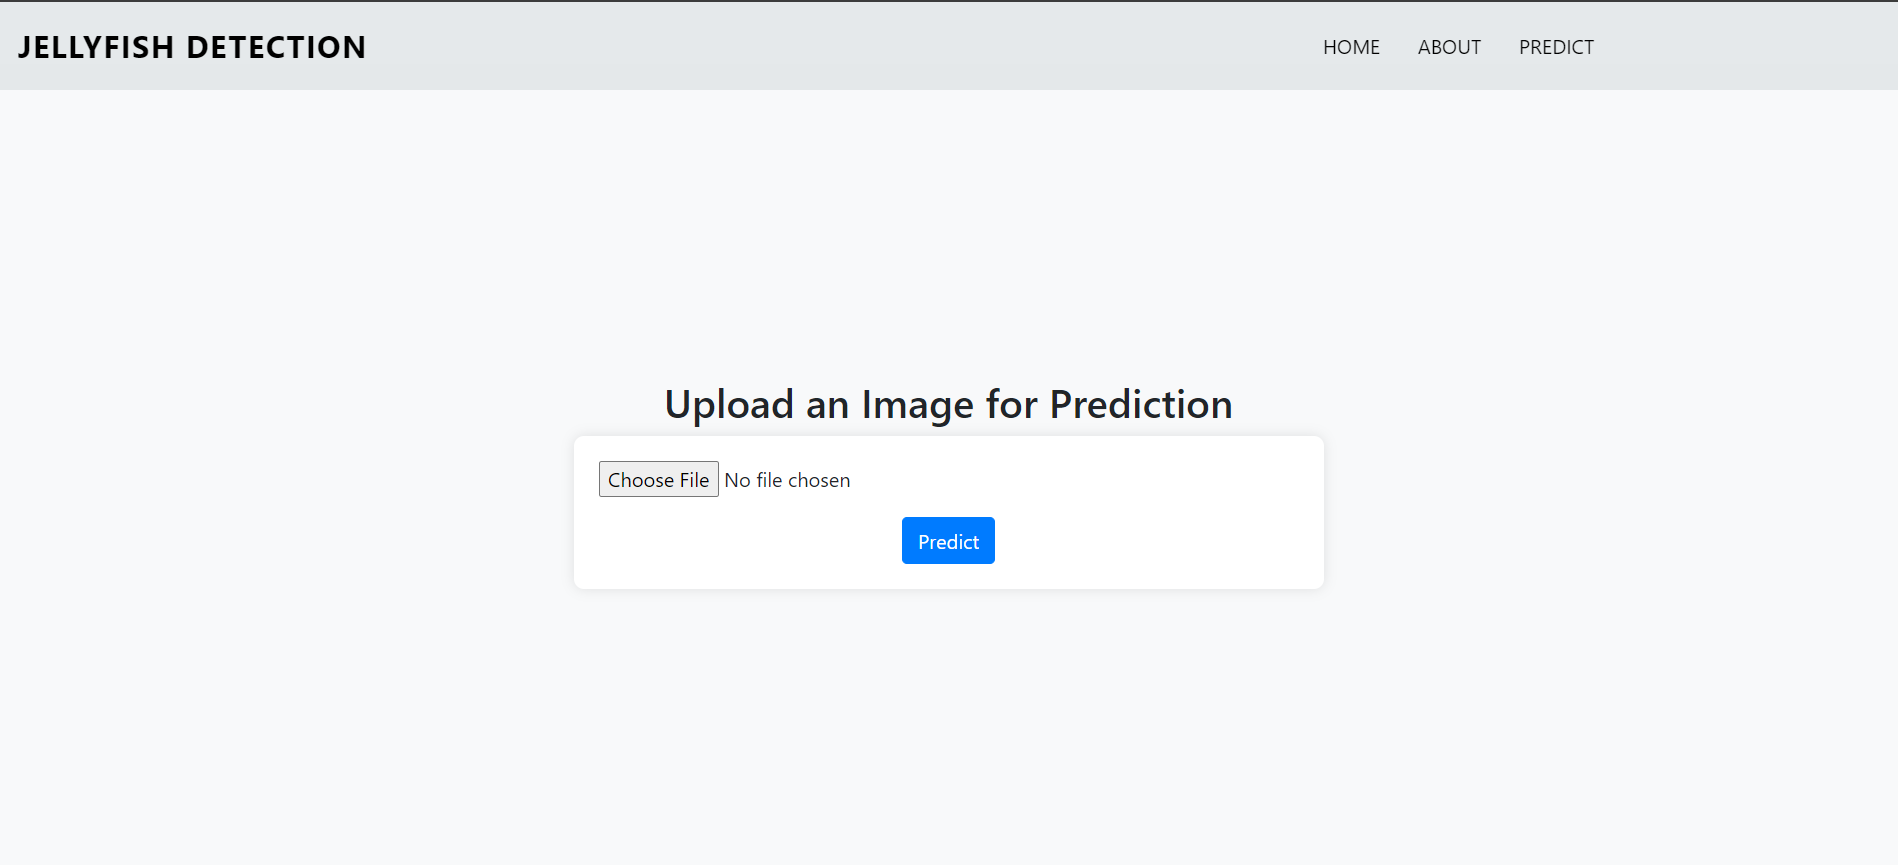 JELLYFISH DETECTION
HOME ABOUT PREDICT
Upload an Image for Prediction
Choose File No file chosen
Predict